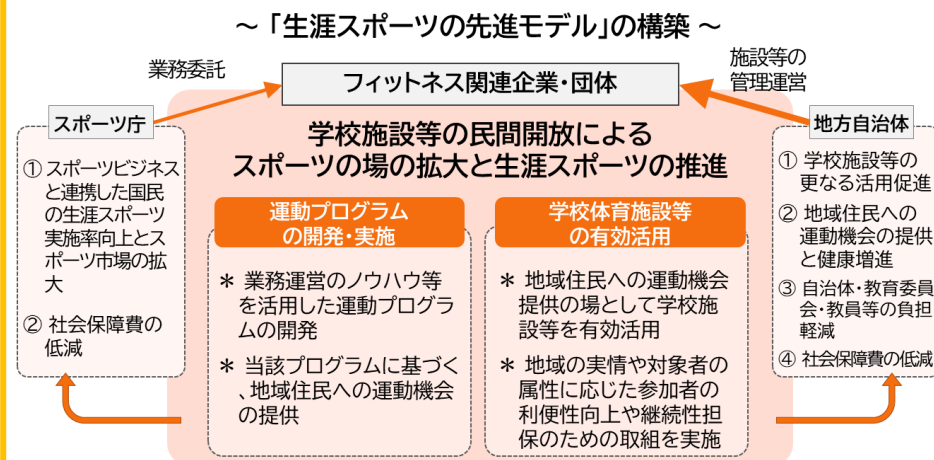 ～「生涯スポーツの先進モデル」の構築～
業務委託
フィットネス関連企業・団体
施設等の
管理運営
スポーツ庁
① スポーツビジネス
と連携した国民
の生涯スポーツ
実施率向上とス
ポーツ市場の拡
大
② 社会保障費の
低減
学校施設等の民間開放による
スポーツの場の拡大と生涯スポーツの推進
運動プログラム
の開発・実施
＊ 業務運営のノウハウ等
を活用した運動プログラ
ムの開発
＊ 当該プログラムに基づく
、地域住民への運動機会
の提供
学校体育施設等
の有効活用
＊ 地域住民への運動機会
提供の場として学校施
設等を有効活用
＊ 地域の実情や対象者の
属性に応じた参加者の
利便性向上や継続性担
保のための取組を実施
地方自治体
① 学校施設等の
更なる活用促進
② 地域住民への
運動機会の提供
と健康増進
③ 自治体・教育委員
会・教員等の負担
軽減
④ 社会保障費の低減